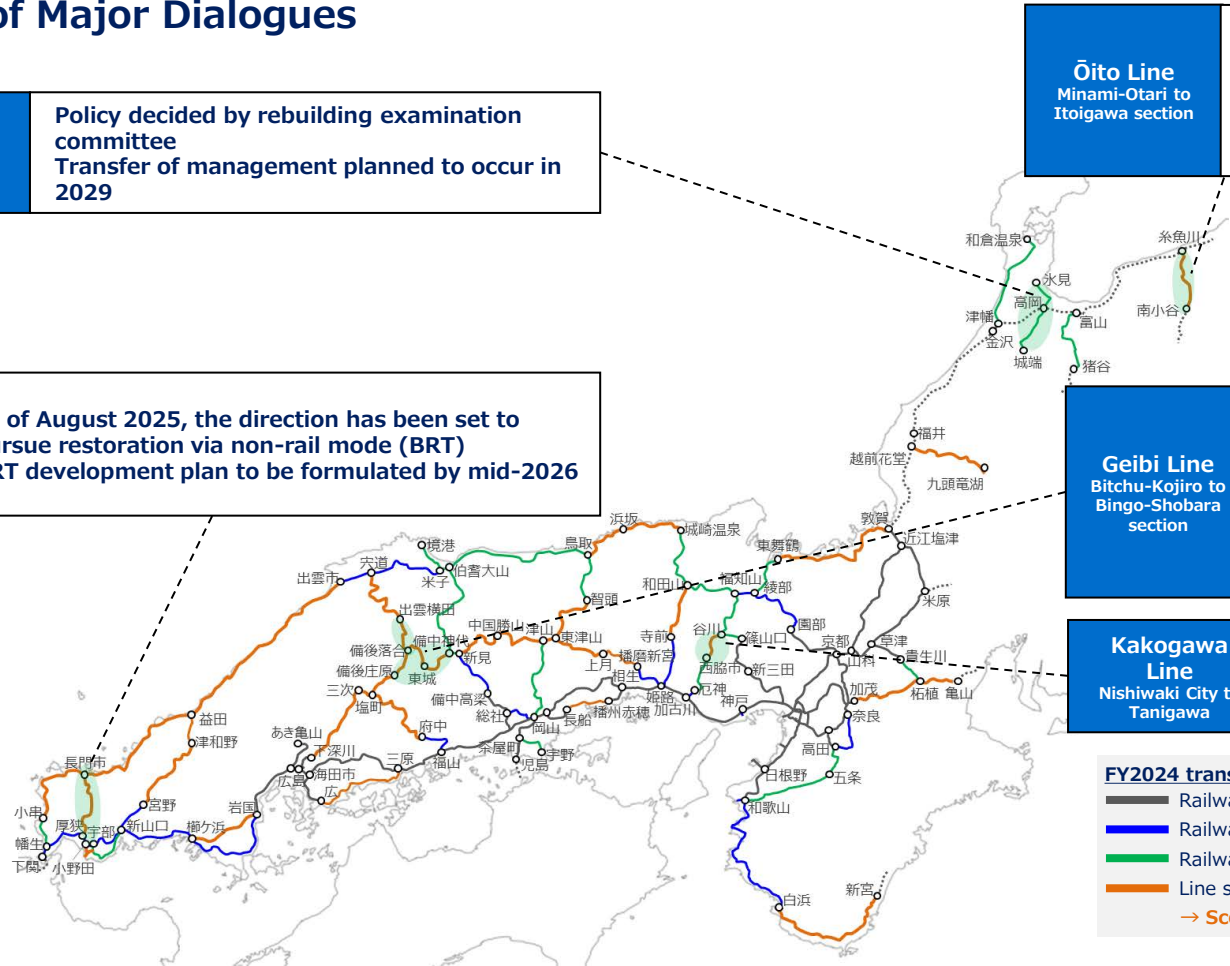 of Major Dialogues
Ōito Line
Minami-Otari to
Itoigawa section
Policy decided by rebuilding examination
committee
Transfer of management planned to occur in
2029
和倉温泉
糸魚川
氷見
高岡
津幡
富山
南小谷
金沢
城端
猪谷
of August 2025, the direction has been set to
rsue restoration via non-rail mode (BRT)
RT development plan to be formulated by mid-2026
福井
越前花堂
九頭竜湖
Geibi Line
Bitchu-Kojiro to
Bingo-Shobara
section
浜坂
城崎温泉
敦賀
境港
鳥取
東舞鶴
近江塩津
宍道
伯耆大山
出雲市
米子
和田山
福知山
綾部
智頭
米原
出雲横田
中国勝山
津山
東津山
寺前
谷川
篠山口
園部
京都
草津
備後落合
備中神代
新見
上月
播磨新宮
西脇市
新三田
山科
貴生川
備後庄原
東城
相生
三次
備中高梁
姫路
厄神
神戸
加茂
柘植
亀山
塩町
総社
岡山
長船
播州赤穂
加古川
奈良
Kakogawa
Line
Nishiwaki City t
Tanigawa
益田
あき亀山
府中
津和野
下深川
三原
福山
茶屋町
宇野
高田
長門市
広島
海田市
児島
日根野
五条
広
小串
宮野
岩国
和歌山
厚狭
宇部
新山口
櫛ケ浜
幡生
下関
小野田
白浜
新宮
FY2024 trans
Railwa
Railwa
Railwa
Line s
→ Sco